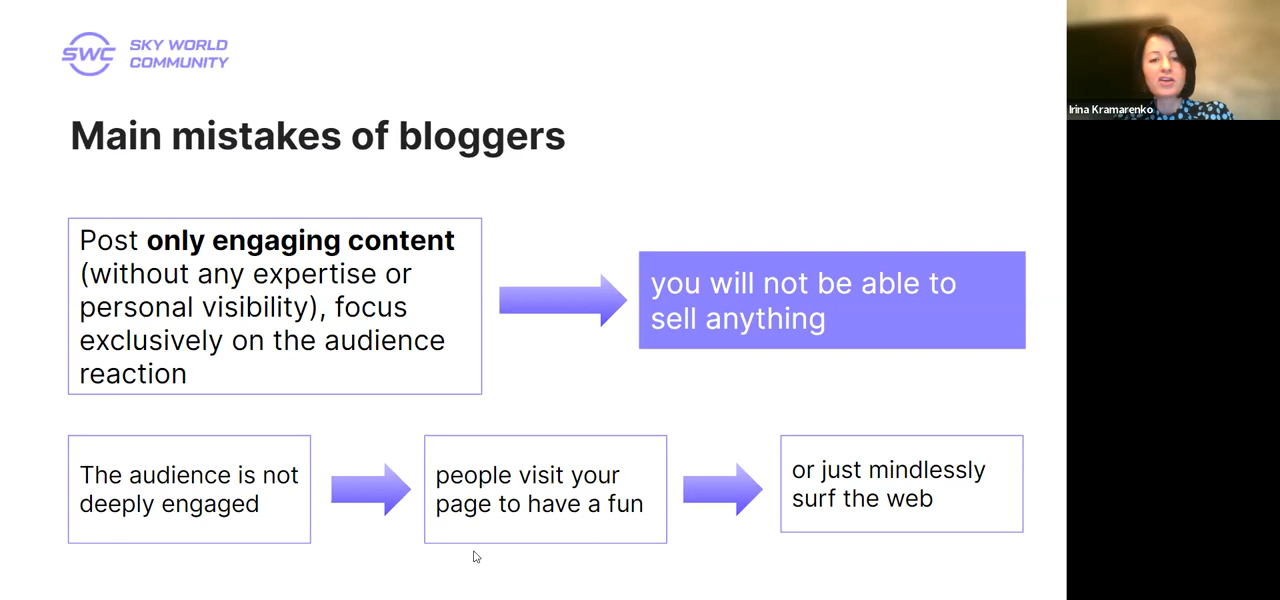 SWC
SKY WORLD
COMMUNITY
Irina Kramarenko
Main mistakes of bloggers
Post only engaging content
(without any expertise or
personal visibility), focus
exclusively on the audience
reaction
you will not be able to
sell anything
The audience is not
deeply engaged
people visit your
page to have a fun
or just mindlessly
surf the web